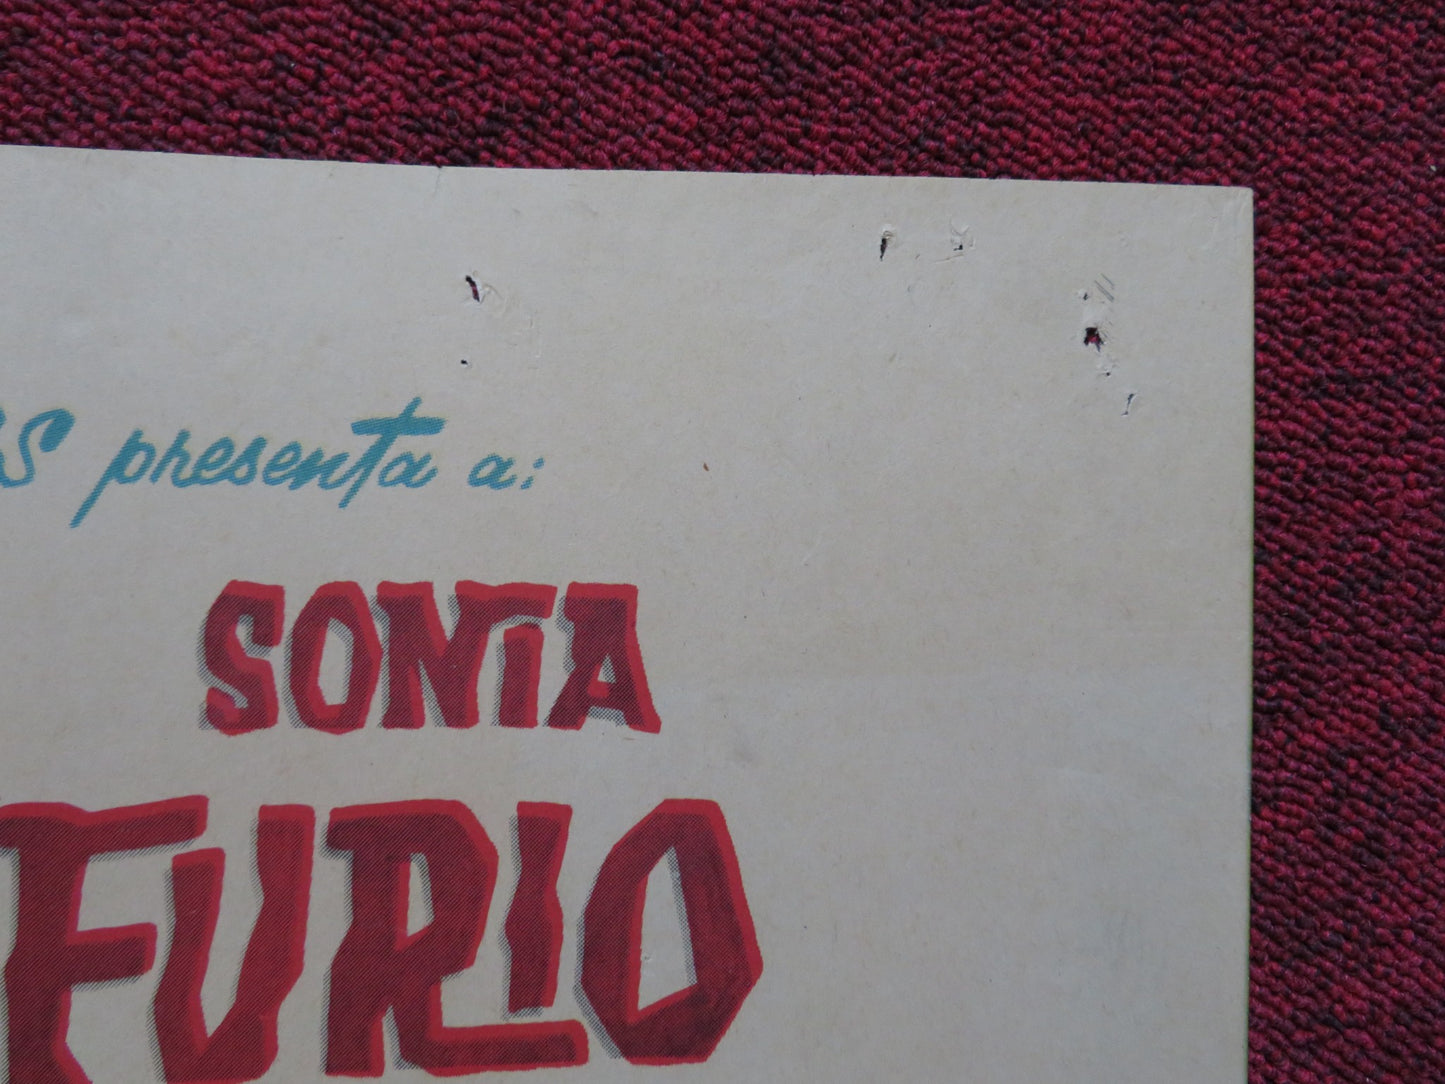 presenta a:
SONIA
FURIO